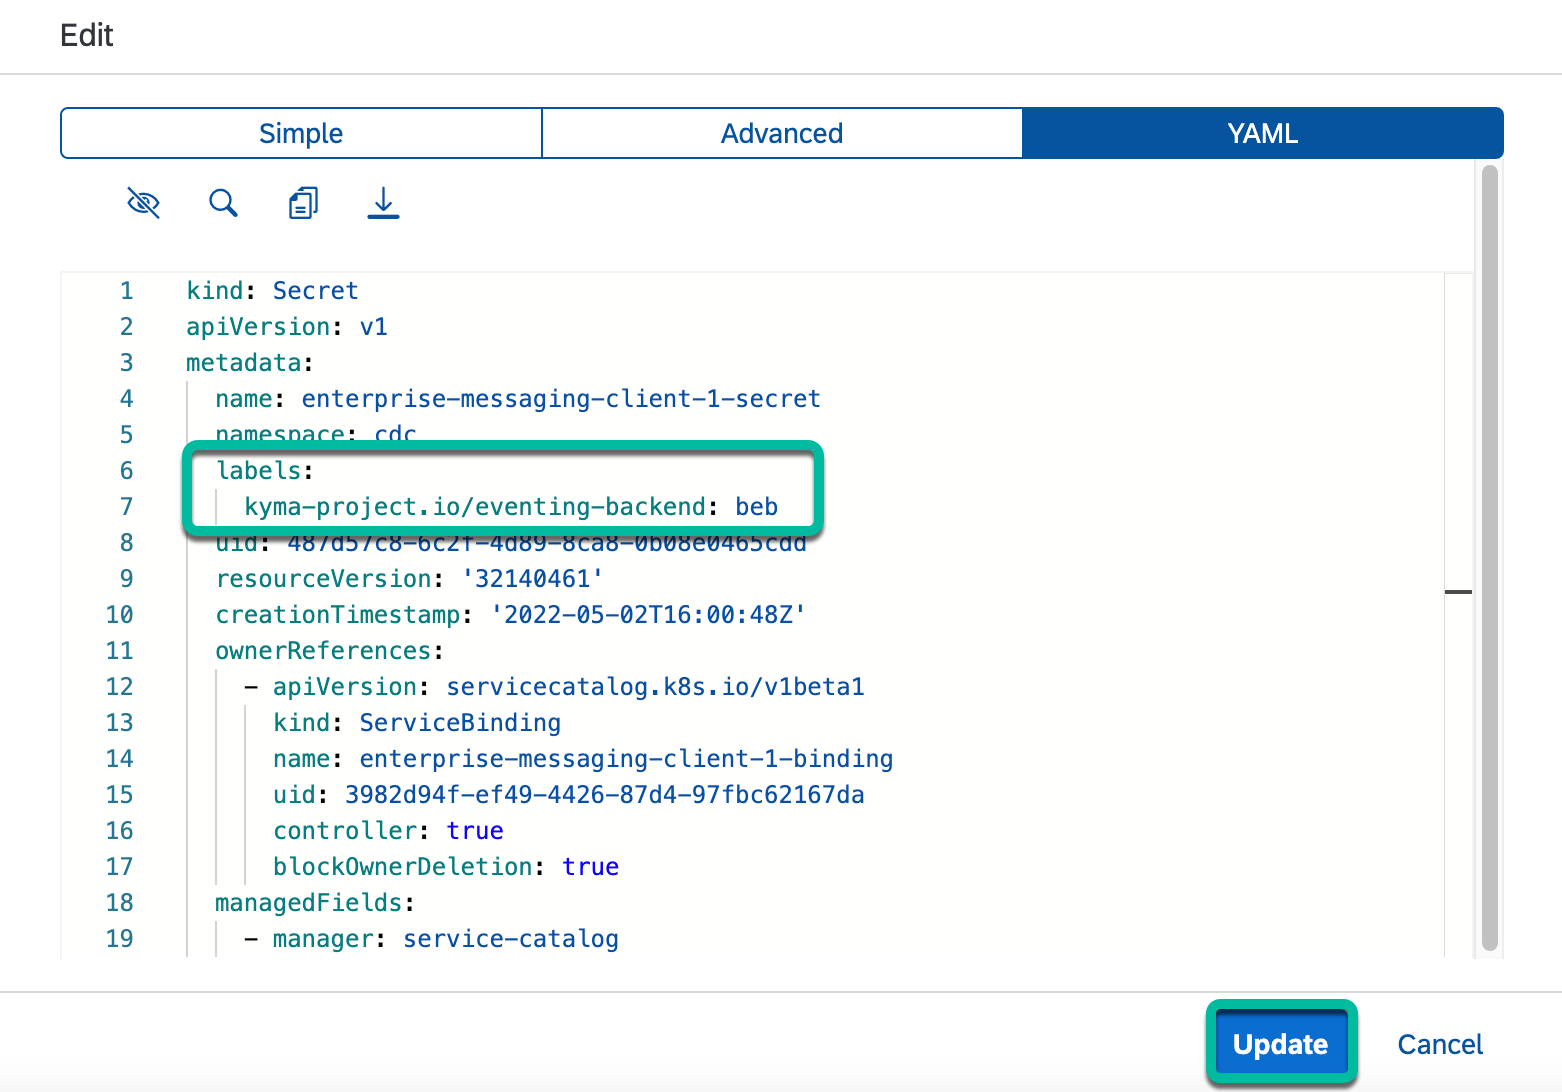 Edit
Simple Advanced YAML
1 kind: Secret
2 apiVersion: v1
3 metadata:
4 name: enterprise-messaging-client-1-secret
5 namespace: cdc
6 labels:
7 kyma-project.io/eventing-backend: beb
8 uid: 487d57c8-6c2f-4d89-8ca8-0b08e0465cdd
9 resourceVersion: '32140461'
10 creationTimestamp: '2022-05-02T16:00:48Z'
11 ownerReferences:
12 - apiVersion: servicecatalog.k8s.io/v1beta1
13 kind: ServiceBinding
14 name: enterprise-messaging-client-1-binding
15 uid: 3982d94f-ef49-4426-87d4-97fbc62167da
16 controller: true
17 blockOwnerDeletion: true
18 managedFields:
19 - manager: service-catalog
Update Cancel